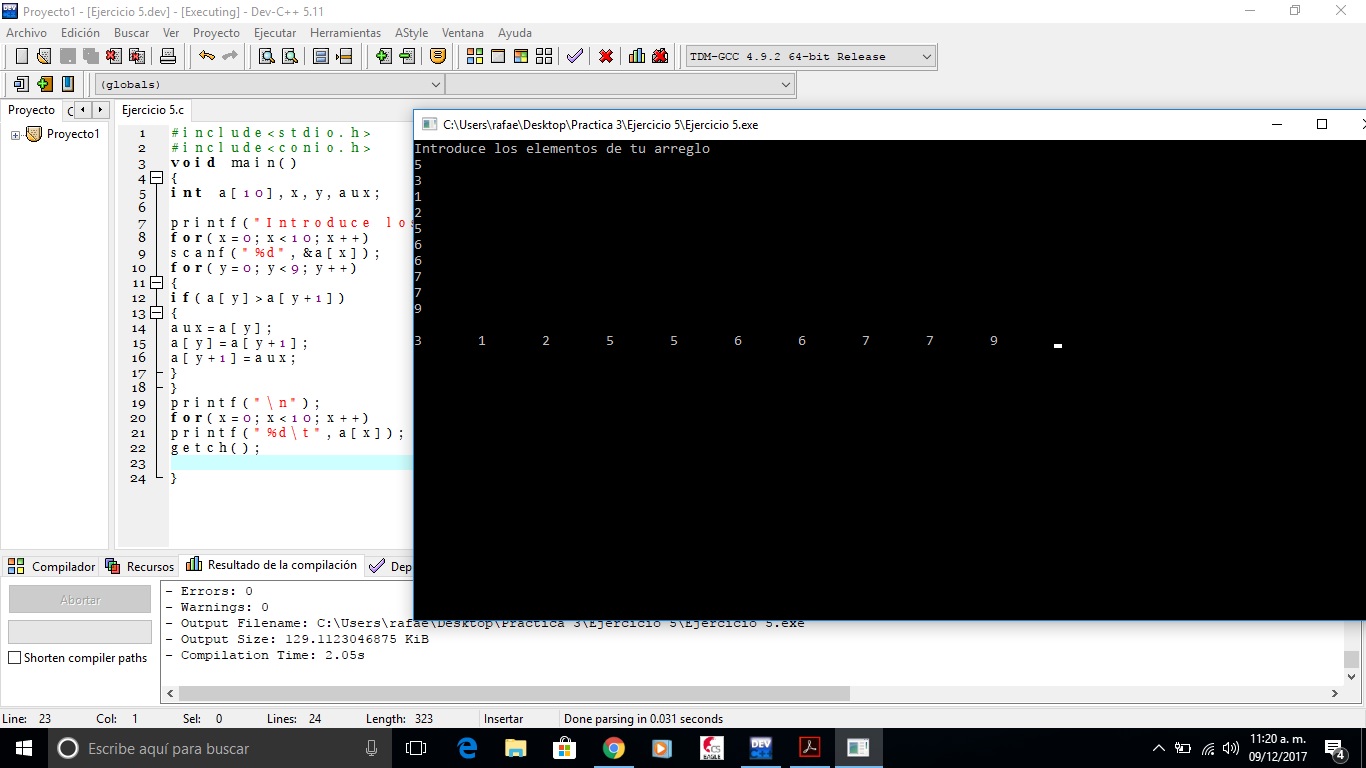 Proyecto1 - [Ejercicio 5.dev] - [Executing] - Dev-C++ 5.11
Archivo Edición Buscar Ver Proyecto Ejecutar Herramientas AStyle Ventana Ayuda
TDM-GCC 4.9.2 64-bit Release
(globals)
Proyecto
Ejercicio 5.c
Proyecto1
1 #include<stdio.h>
2 #include<conio.h>
3 void main()
4 {
5 int a[10],x,y,aux;
6
7 printf("Introduce los
8 for(x=0;x<10;x++)
9 scanf("%d",&a[x]);
10 for(y=0;y<9;y++)
11 {
12 if(a[y]>a[y+1])
13 {
14 aux=a[y];
15 a[y]=a[y+1];
16 a[y+1]=aux;
17 }
18 }
19 printf("\n");
20 for(x=0;x<10;x++)
21 printf("%d\t",a[x]);
22 getch();
23
24 }
C:\Users\rafae\Desktop\Practica 3\Ejercicio 5\Ejercicio 5.exe
Introduce los elementos de tu arreglo
5
3
1
2
5
6
6
7
7
9
3 1 2 5 5 6 6 7 7 9
Compilador Recursos Resultado de la compilación Dep
Abortar
Shorten compiler paths
- Errors: 0
- Warnings: 0
- Output Filename: C:\Users\rafae\Desktop\Practica 3\Ejercicio 5\Ejercicio 5.exe
- Output Size: 129.1123046875 KiB
- Compilation Time: 2.05s
Line: 23 Col: 1 Sel: 0 Lines: 24 Length: 323 Insertar Done parsing in 0.031 seconds
Escribe aquí para buscar
CS
EAGLE
DEV
11:20 a. m.
09/12/2017
4